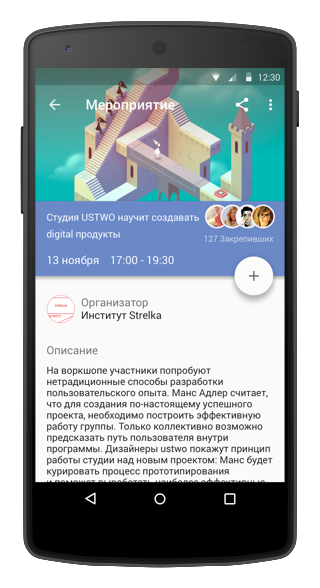 12:30
Мероприятие
Студия USTWO научит создавать
digital продукты
127 Закрепивших
13 ноября 17:00 - 19:30
Организатор
Институт Strelka
Описание
На воркшопе участники попробуют
нетрадиционные способы разработки
пользовательского опыта. Манс Адлер считает,
что для создания по-настоящему успешного
проекта, необходимо построить эффективную
работу группы. Только коллективно возможно
предсказать путь пользователя внутри
программы. Дизайнеры ustwo покажут принцип
работы студии над новым проектом: Манс будет
курировать процесс прототипирования